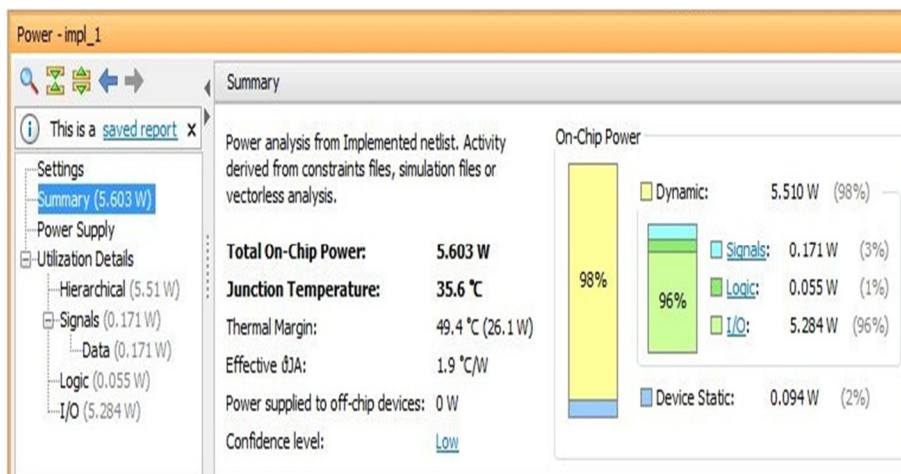 Power - impl_1
This is a saved report x
Settings
Summary (5.603 W)
Power Supply
Utilization Details
Hierarchical (5.51 W)
Signals (0.171 W)
Data (0.171 W)
Logic (0.055 W)
I/O (5.284 W)
Summary
Power analysis from Implemented netlist. Activity
derived from constraints files, simulation files or
vectorless analysis.
Total On-Chip Power: 5.603 W
Junction Temperature: 35.6 °C
Thermal Margin: 49.4 °C (26.1 W)
Effective ϑJA: 1.9 °C/W
Power supplied to off-chip devices: 0 W
Confidence level: Low
On-Chip Power
98%
Dynamic: 5.510 W (98%)
96%
Signals: 0.171 W (3%)
Logic: 0.055 W (1%)
I/O: 5.284 W (96%)
Device Static: 0.094 W (2%)